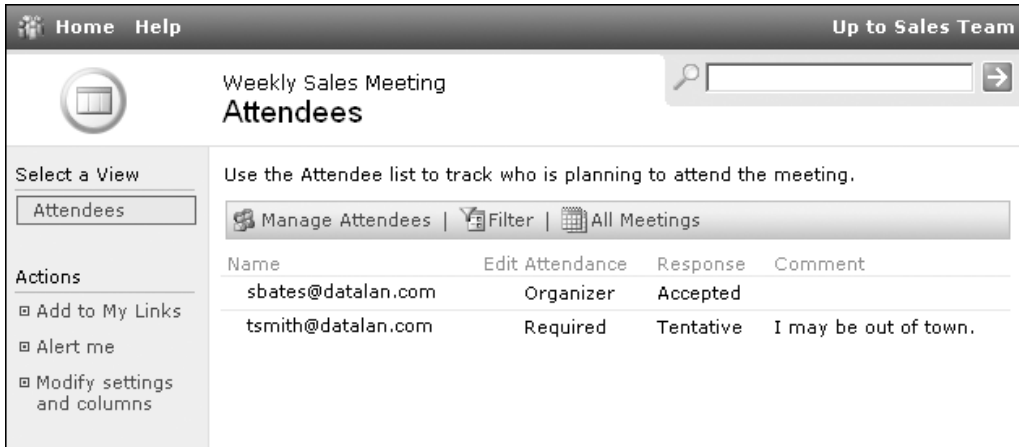 Home Help Up to Sales Team
Weekly Sales Meeting
Attendees
Select a View
Attendees
Actions
Add to My Links
Alert me
Modify settings
and columns
Use the Attendee list to track who is planning to attend the meeting.
Manage Attendees | Filter | All Meetings
Name Edit Attendance Response Comment
sbates@datalan.com Organizer Accepted
tsmith@datalan.com Required Tentative I may be out of town.